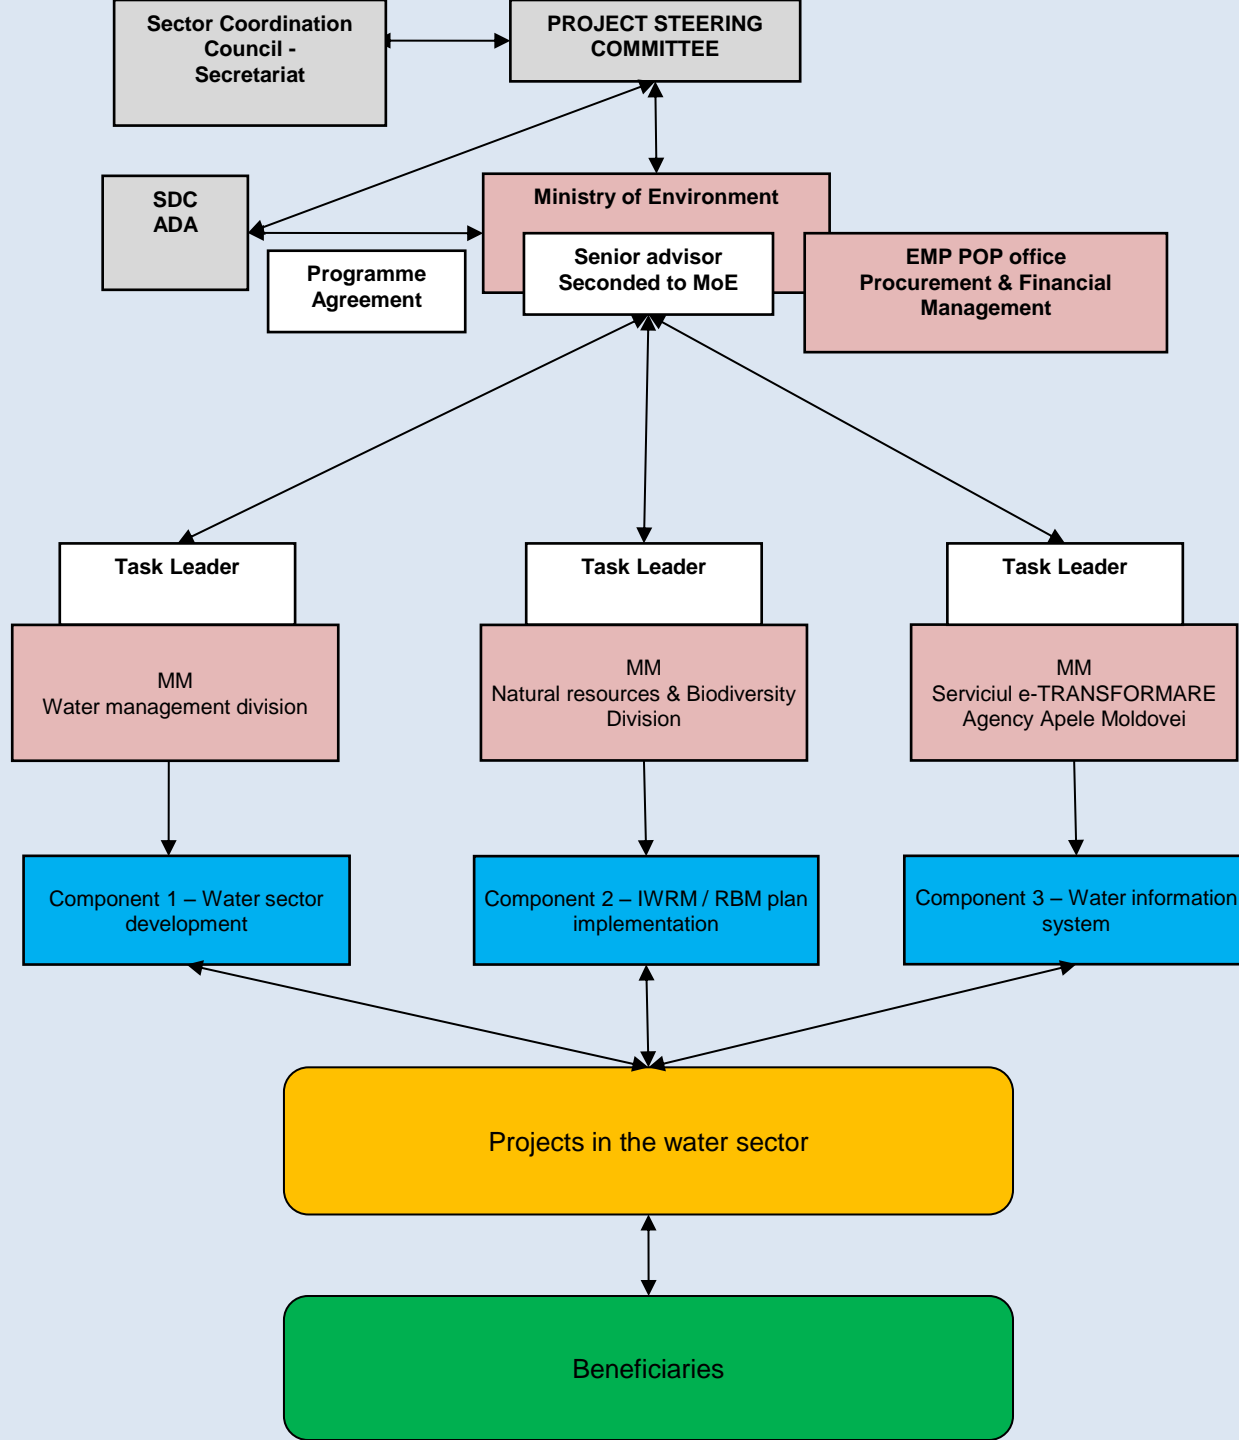 Sector Coordination
Council -
Secretariat
PROJECT STEERING
COMMITTEE
SDC
ADA
Ministry of Environment
Programme
Agreement
Senior advisor
Seconded to MoE
EMP POP office
Procurement & Financial
Management
Task Leader
Task Leader
Task Leader
MM
Water management division
MM
Natural resources & Biodiversity
Division
MM
Serviciul e-TRANSFORMARE
Agency Apele Moldovei
Component 1 – Water sector
development
Component 2 – IWRM / RBM plan
implementation
Component 3 – Water information
system
Projects in the water sector
Beneficiaries